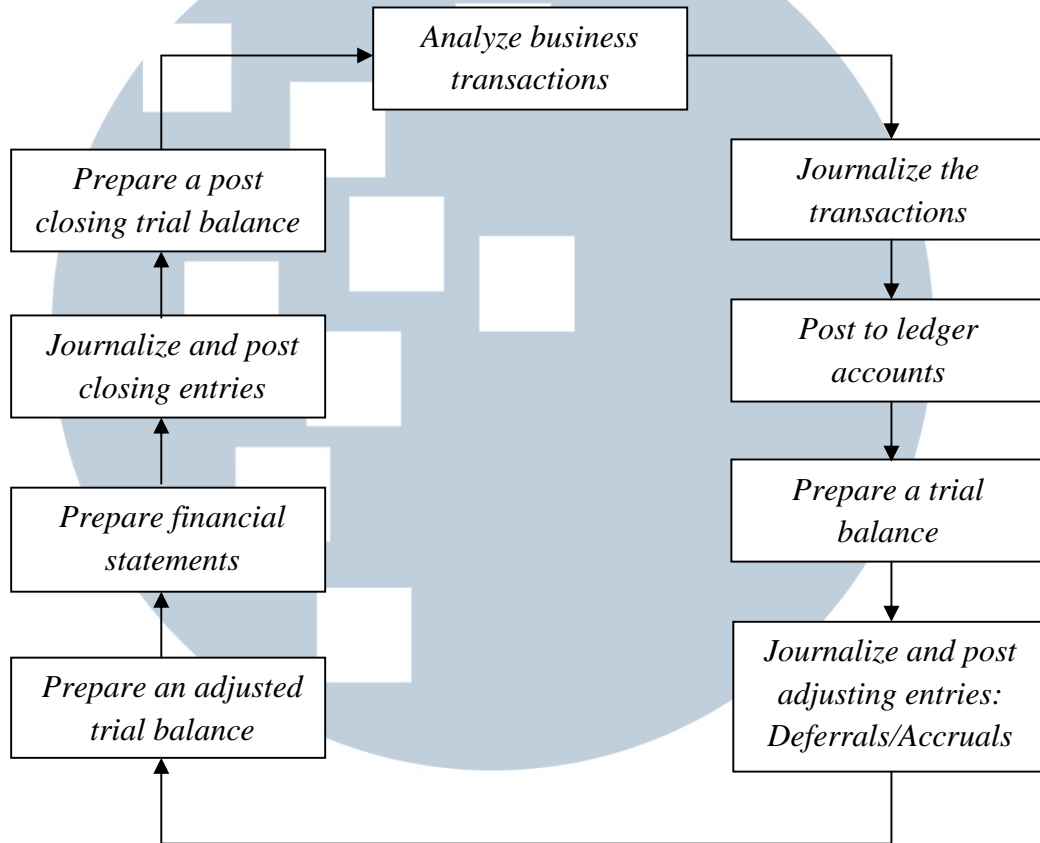 Analyze business
transactions
Journalize the
transactions
Post to ledger
accounts
Prepare a trial
balance
Journalize and post
adjusting entries:
Deferrals/Accruals
Prepare an adjusted
trial balance
Prepare financial
statements
Journalize and post
closing entries
Prepare a post
closing trial balance